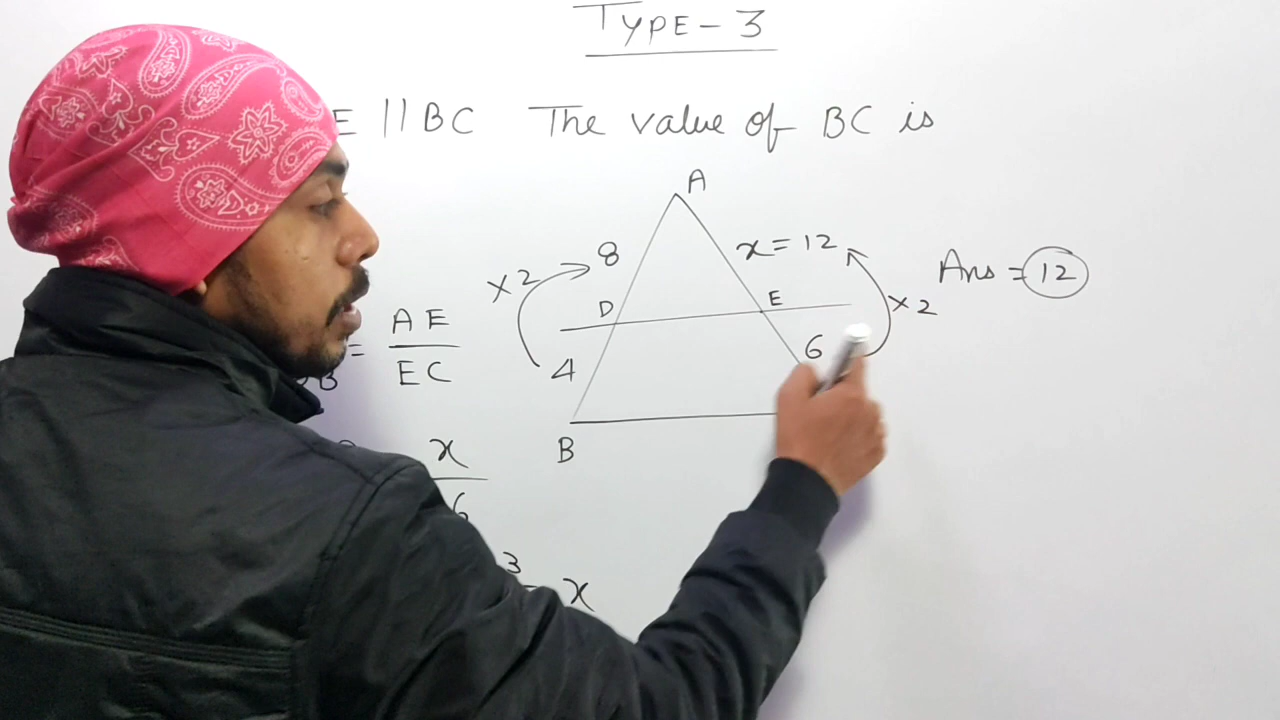 TYPE-3
E || BC The value of BC is
A
8
x = 12
×2
Ans = 12
D
E
×2
AE
=
EC
B
4
6
B
x
6
3
x